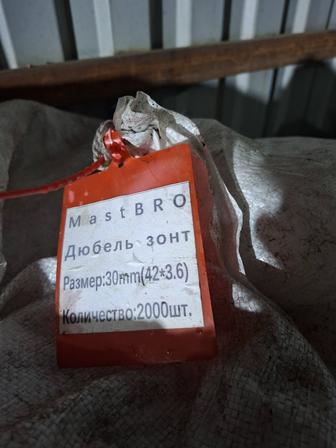 MastBRO
Дюбель зонт
Размер:30mm(42*3.6)
Количество:2000шт.